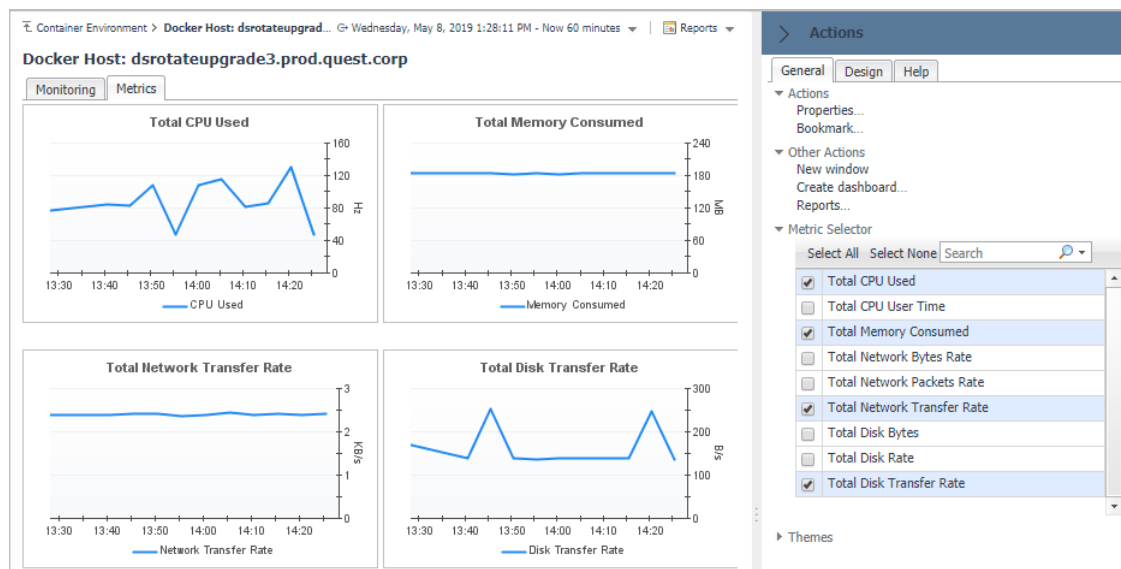 Container Environment > Docker Host: dsrotateupgrad... Wednesday, May 8, 2019 1:28:11 PM - Now 60 minutes Reports
Docker Host: dsrotateupgrade3.prod.quest.corp
Monitoring Metrics
Total CPU Used
160
120
80
40
0
Hz
13:30 13:40 13:50 14:00 14:10 14:20
CPU Used
Total Memory Consumed
240
180
120
60
0
MB
13:30 13:40 13:50 14:00 14:10 14:20
Memory Consumed
Total Network Transfer Rate
3
2
1
0
KB/s
13:30 13:40 13:50 14:00 14:10 14:20
Network Transfer Rate
Total Disk Transfer Rate
300
200
100
0
B/s
13:30 13:40 13:50 14:00 14:10 14:20
Disk Transfer Rate
Actions
General Design Help
Actions
Properties...
Bookmark...
Other Actions
New window
Create dashboard...
Reports...
Metric Selector
Select All Select None Search
Total CPU Used
Total CPU User Time
Total Memory Consumed
Total Network Bytes Rate
Total Network Packets Rate
Total Network Transfer Rate
Total Disk Bytes
Total Disk Rate
Total Disk Transfer Rate
Themes